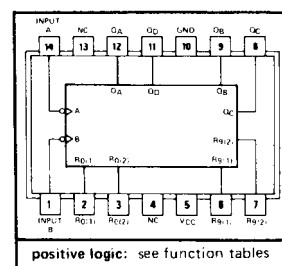 INPUT
A NC QA QD GND QB QC
14 13 12 11 10 9 8
QA QD QB
A QC
B R9(2)
R0(1) R0(2) R9(1)
1 2 3 4 5 6 7
INPUT R0(1) R0(2) NC VCC R9(1) R9(2)
B
positive logic: see function tables